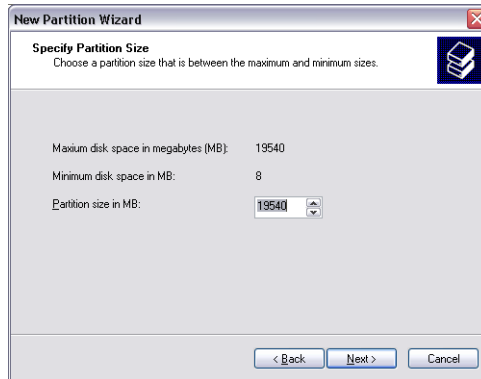 New Partition Wizard
Specify Partition Size
Choose a partition size that is between the maximum and minimum sizes.
Maxium disk space in megabytes (MB): 19540
Minimum disk space in MB: 8
Partition size in MB: 19540
< Back Next > Cancel